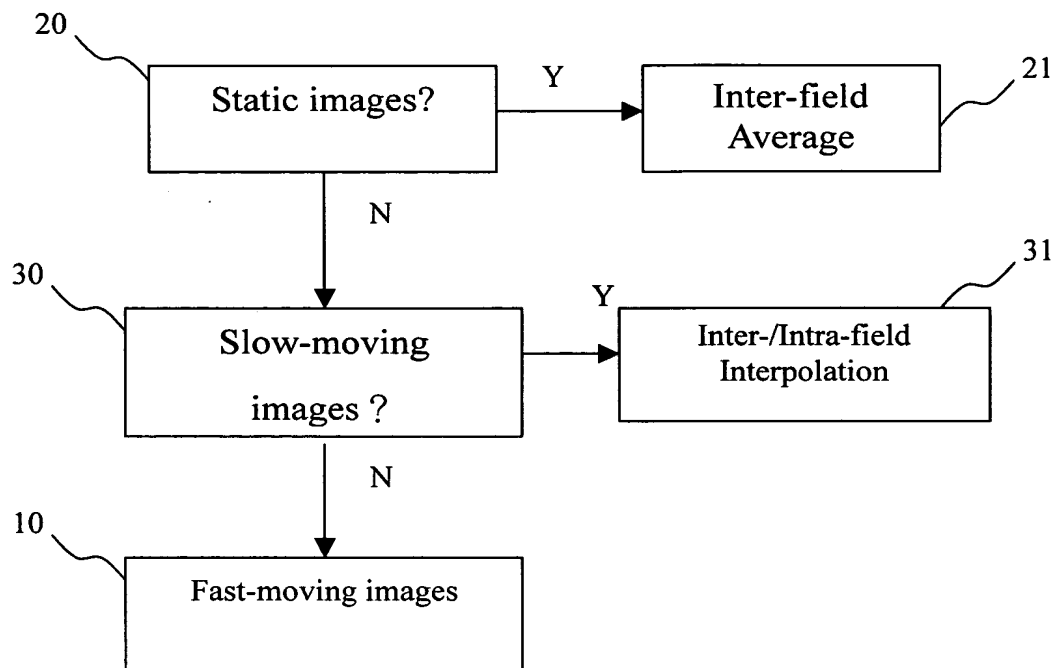 20
Static images?
Y
Inter-field
Average
21
N
30
Slow-moving
images ?
Y
Inter-/Intra-field
Interpolation
31
N
10
Fast-moving images